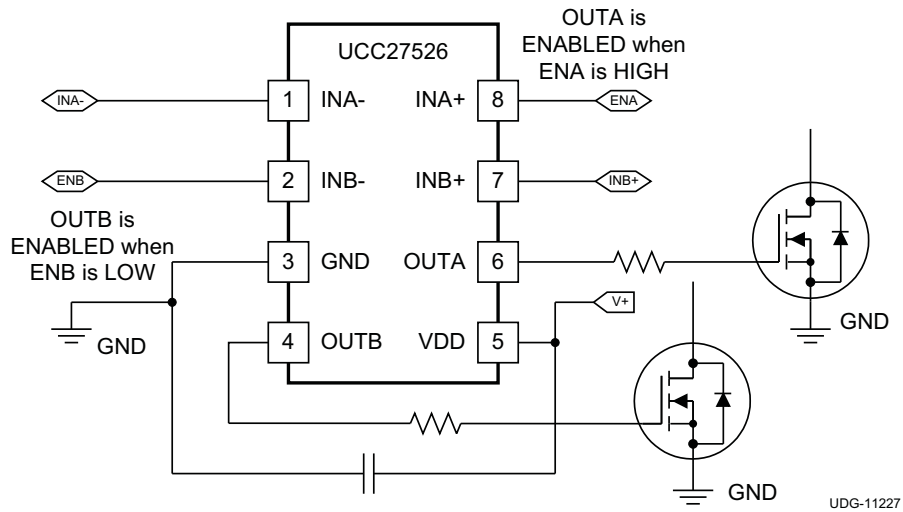 OUTA is
ENABLED when
ENA is HIGH
UCC27526
INA-
1
INA-
INA+
8
ENA
ENB
2
INB-
INB+
7
INB+
OUTB is
ENABLED when
ENB is LOW
3
GND
OUTA
6
V+
GND
GND
4
OUTB
VDD
5
GND
UDG-11227